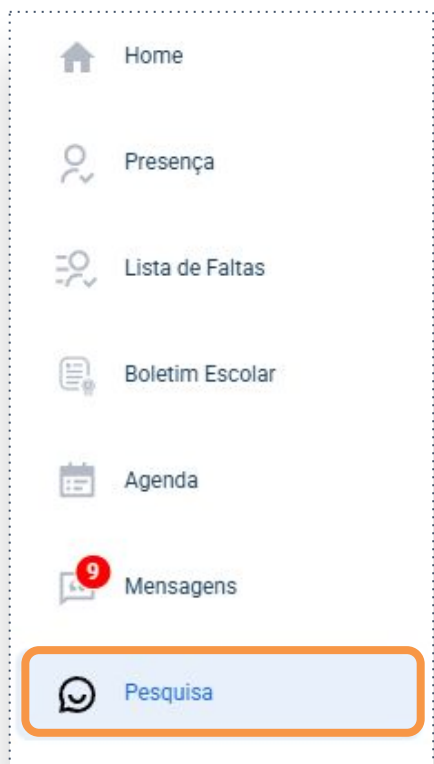 Home
Presença
Lista de Faltas
Boletim Escolar
Agenda
9
Mensagens
Pesquisa